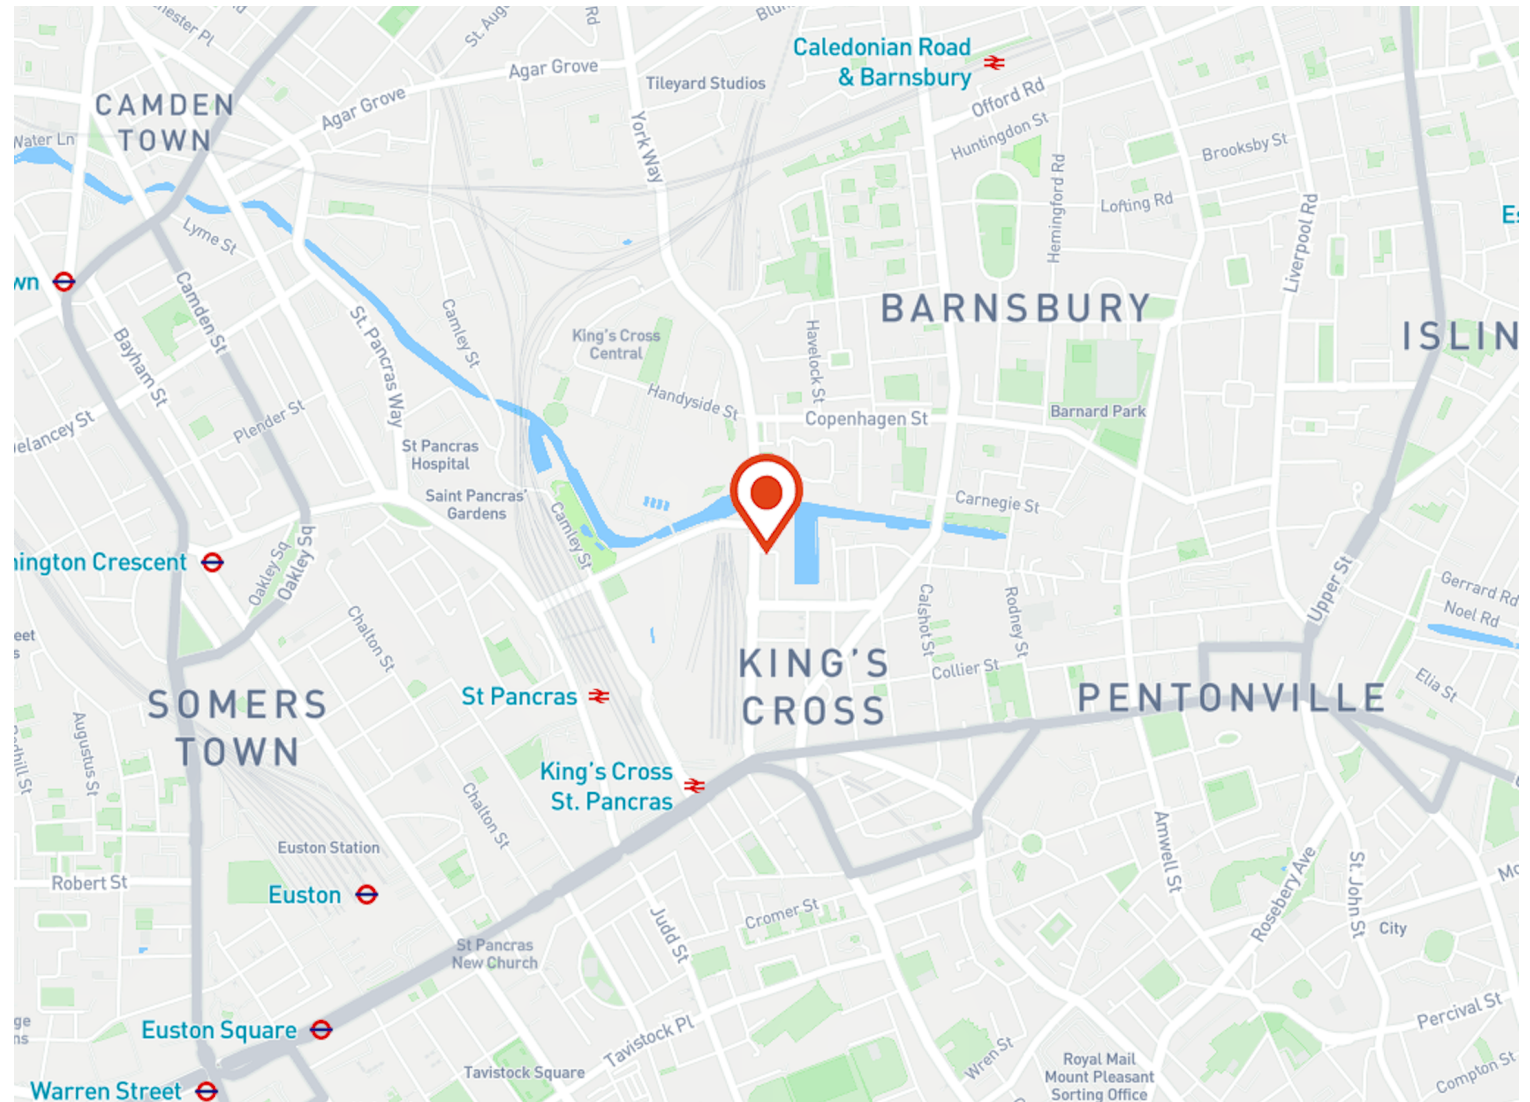 St. Aug
Rd
Caledonian Road
& Barnsbury
Agar Grove
Tileyard Studios
Offord Rd
CAMDEN
TOWN
Agar Grove
Huntingdon St
Water Ln
York Way
Brooksby St
Hemingford Rd
Lofting Rd
Liverpool Rd
Lyme St
wn
Camden St
BARNSBURY
St. Pancras Way
Camley St
King's Cross
Central
Havelock St
ISLIN
Bayham St
Handyside St
Copenhagen St
Barnard Park
Plender St
elancey St
St Pancras
Hospital
Saint Pancras'
Gardens
Carnegie St
Camley St
ington Crescent
Oakley Sq
Oakley Sq
Upper St
Gerrard Rd
Noel Rd
Chalton St
Calshot St
Rodney St
eet
s
KING'S
CROSS
Collier St
Elia St
St Pancras
PENTONVILLE
SOMERS
TOWN
Augustus St
King's Cross
St. Pancras
Chalton St
Euston Station
Amwell St
Robert St
Euston
Rosebery Ave
St. John St
Cromer St
Judd St
City
St Pancras
New Church
Euston Square
Tavistock Pl
Percival St
Wren St
Tavistock Square
Royal Mail
Mount Pleasant
Sorting Office
Compton St
Warren Street